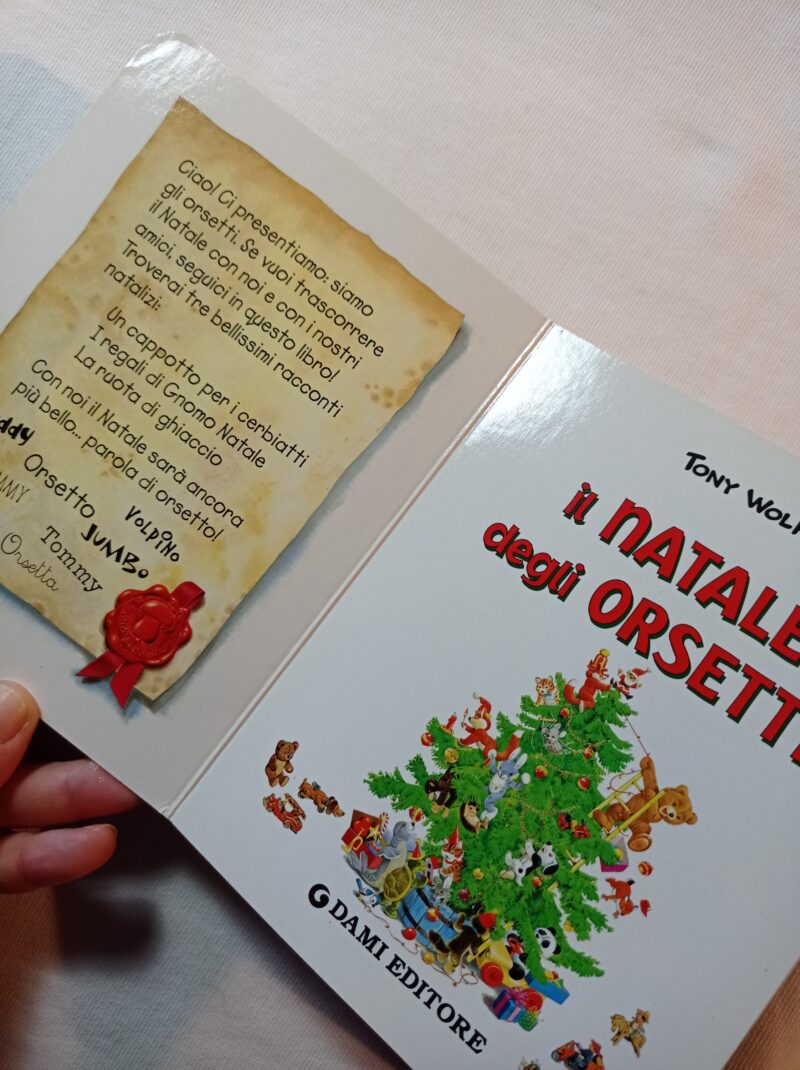 Ciao! Ci presentiamo: siamo
gli orsetti. Se vuoi trascorrere
il Natale con noi e con i nostri
amici, seguici in questo libro!
Troverai tre bellissimi racconti
natalizi:
Un cappotto per i cerbiatti
I regali di Gnomo Natale
La ruota di ghiaccio
Con noi il Natale sarà ancora
più bello... parola di orsetto!
Orsetto VOLPINO
JUMBO
Tommy
Orsetta
TONY
il NATALE
degli ORSETTI
DAMI EDITORE